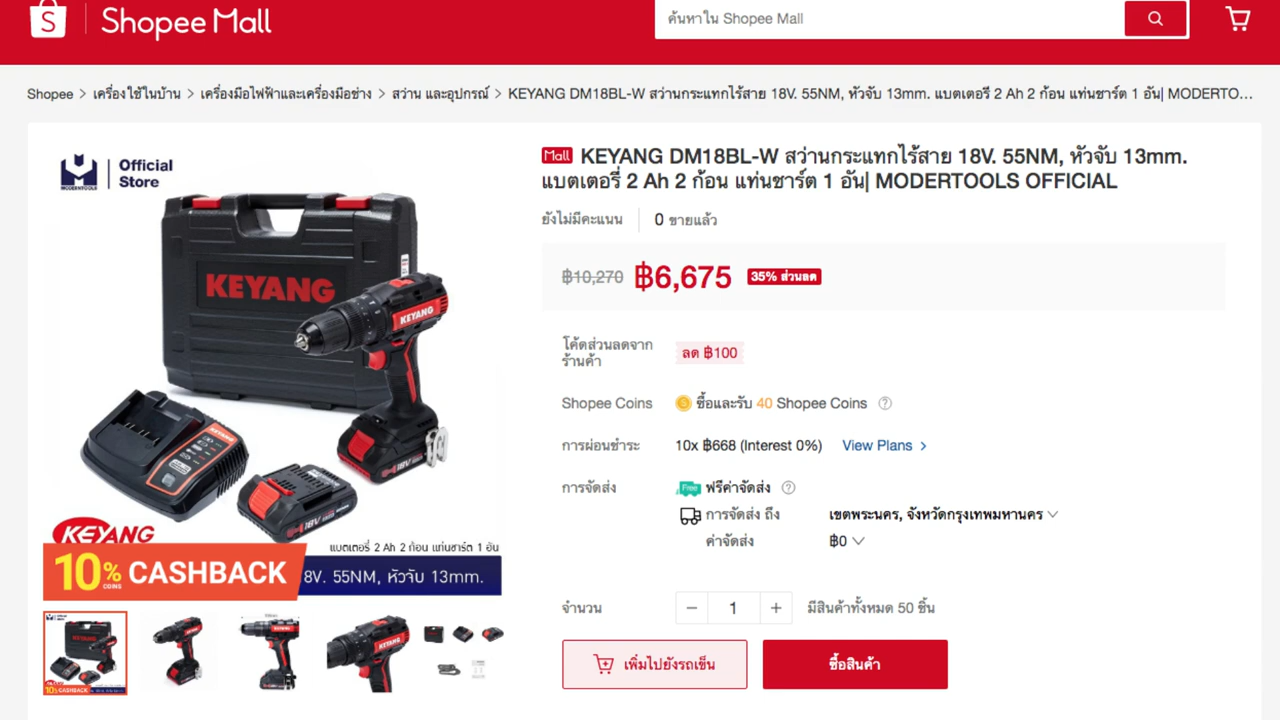 Shopee Mall
ค้นหาใน Shopee Mall
Shopee > เครื่องใช้ในบ้าน > เครื่องมือไฟฟ้าและเครื่องมือช่าง > สว่าน และอุปกรณ์ > KEYANG DM18BL-W สว่านกระแทกไร้สาย 18V. 55NM, หัวจับ 13mm. แบตเตอรี่ 2 Ah 2 ก้อน แท่นชาร์ต 1 อัน| MODERTO...
MODERTOOLS
Official
Store
KEYANG
KEYANG
KEYANG
18V
18V
KEYANG
แบตเตอรี่ 2 Ah 2 ก้อน แท่นชาร์ต 1 อัน
10% COINS CASHBACK
8V. 55NM, หัวจับ 13mm.
Mall KEYANG DM18BL-W สว่านกระแทกไร้สาย 18V. 55NM, หัวจับ 13mm.
แบตเตอรี่ 2 Ah 2 ก้อน แท่นชาร์ต 1 อัน| MODERTOOLS OFFICIAL
ยังไม่มีคะแนน 0 ขายแล้ว
฿10,270 ฿6,675 35% ส่วนลด
โค้ดส่วนลดจาก
ร้านค้า
ลด ฿100
Shopee Coins ซื้อและรับ 40 Shopee Coins
การผ่อนชำระ 10x ฿668 (Interest 0%) View Plans >
การจัดส่ง Free ฟรีค่าจัดส่ง
การจัดส่ง ถึง เขตพระนคร, จังหวัดกรุงเทพมหานคร
ค่าจัดส่ง ฿0
จำนวน − 1 + มีสินค้าทั้งหมด 50 ชิ้น
เพิ่มไปยังรถเข็น ซื้อสินค้า